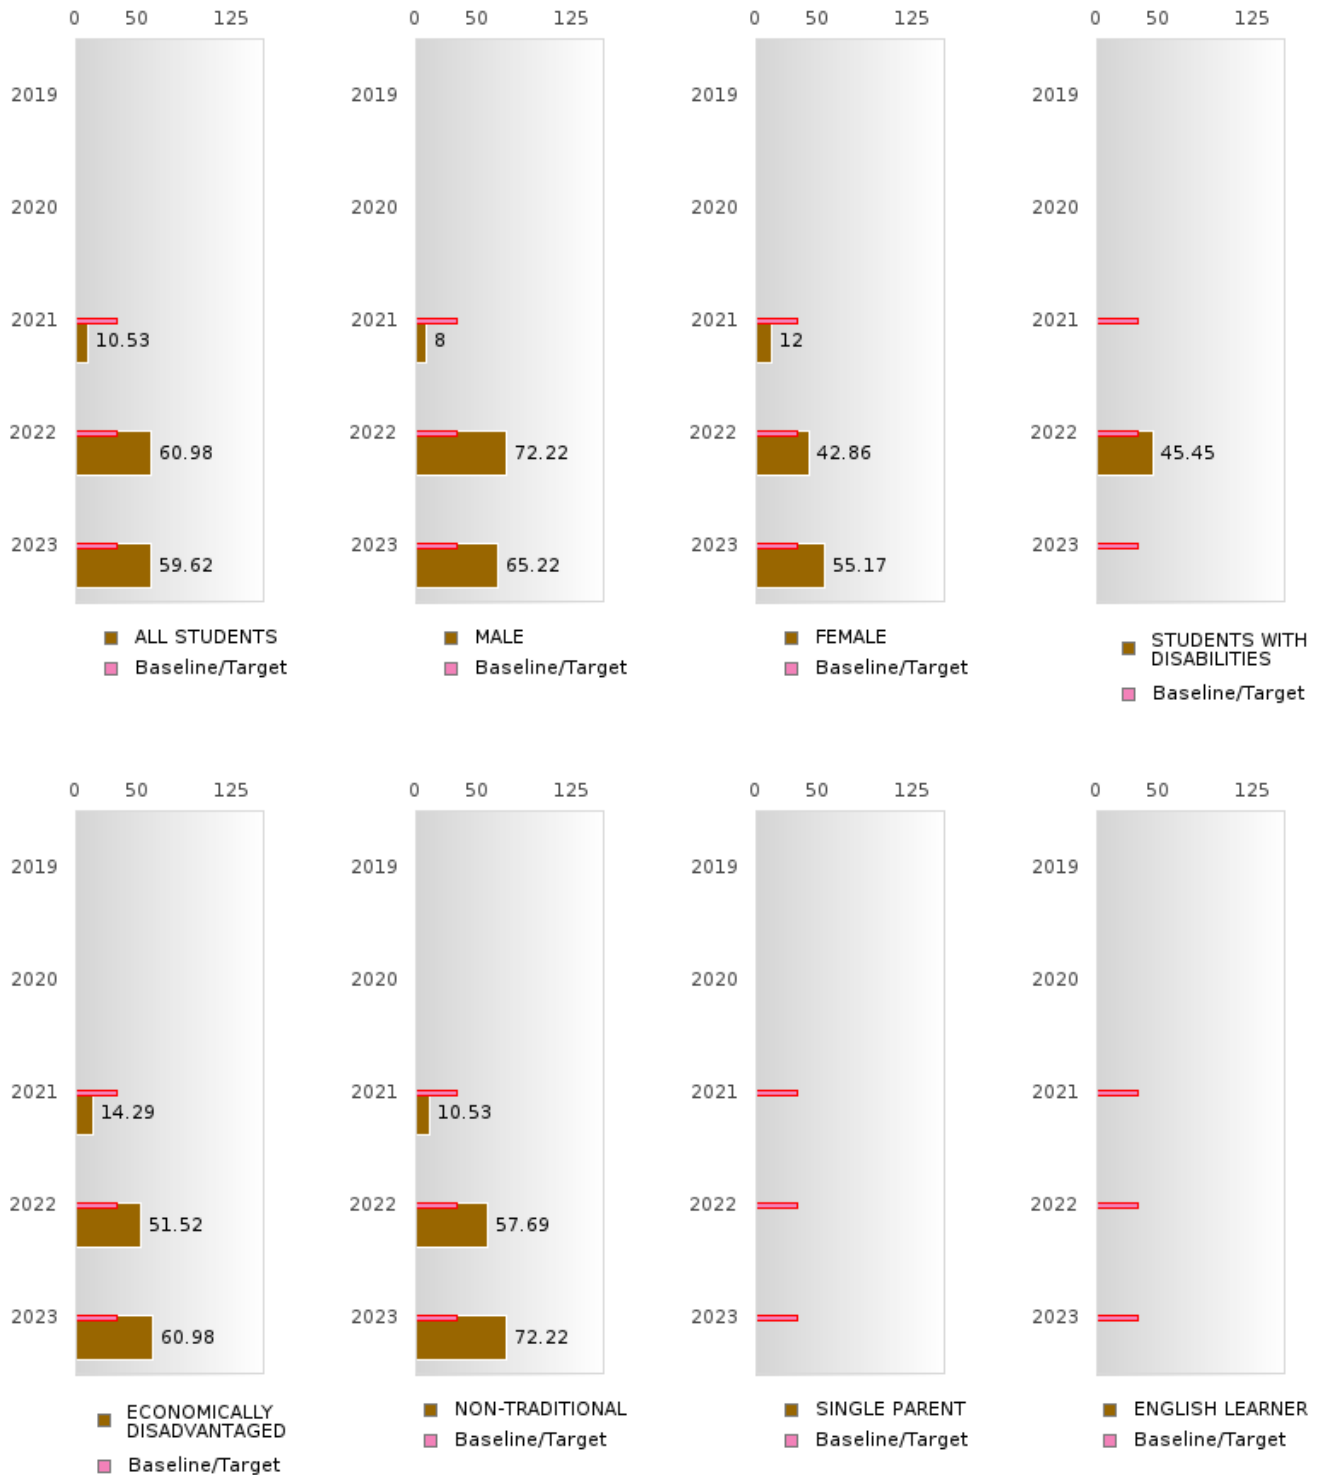 0 50 125
2019
2020
2021
10.53
2022
60.98
2023
59.62
ALL STUDENTS
Baseline/Target
0 50 125
2019
2020
2021
8
2022
72.22
2023
65.22
MALE
Baseline/Target
0 50 125
2019
2020
2021
12
2022
42.86
2023
55.17
FEMALE
Baseline/Target
0 50 125
2019
2020
2021
2022
45.45
2023
STUDENTS WITH
DISABILITIES
Baseline/Target
0 50 125
2019
2020
2021
14.29
2022
51.52
2023
60.98
ECONOMICALLY
DISADVANTAGED
Baseline/Target
0 50 125
2019
2020
2021
10.53
2022
57.69
2023
72.22
NON-TRADITIONAL
Baseline/Target
0 50 125
2019
2020
2021
2022
2023
SINGLE PARENT
Baseline/Target
0 50 125
2019
2020
2021
2022
2023
ENGLISH LEARNER
Baseline/Target